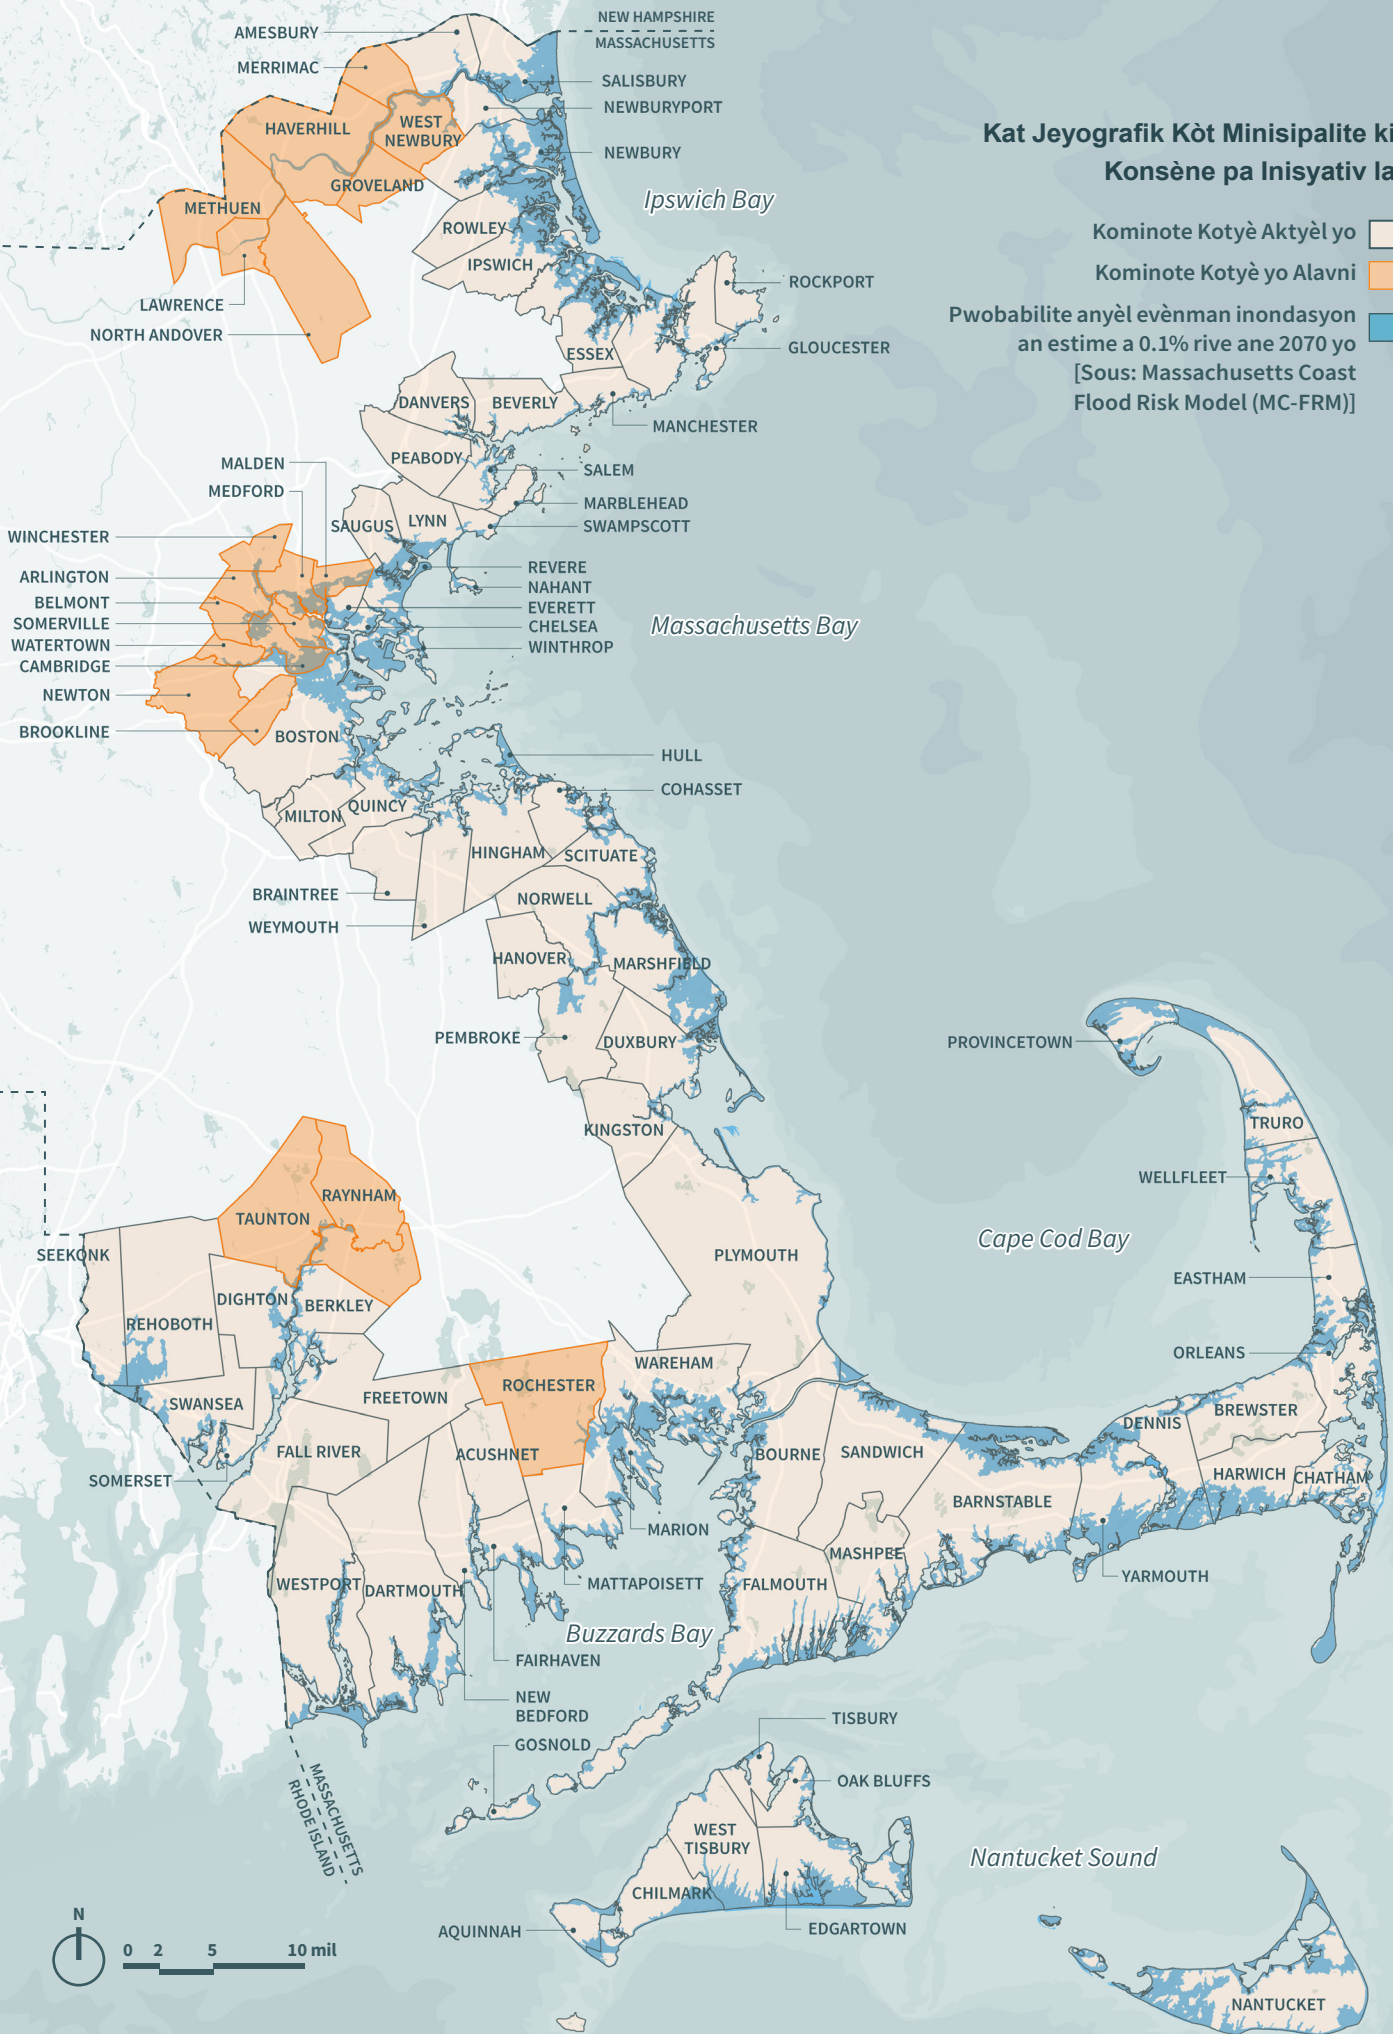 NEW HAMPSHIRE
MASSACHUSETTS
AMESBURY
MERRIMAC
SALISBURY
NEWBURYPORT
HAVERHILL
WEST
NEWBURY
NEWBURY
GROVELAND
METHUEN
Ipswich Bay
ROWLEY
IPSWICH
ROCKPORT
LAWRENCE
NORTH ANDOVER
ESSEX
GLOUCESTER
Kat Jeyografik Kòt Minisipalite ki
Konsène pa Inisyativ la
Kominote Kotyè Aktyèl yo
Kominote Kotyè yo Alavni
Pwobabilite anyèl evènman inondasyon
an estime a 0.1% rive ane 2070 yo
[Sous: Massachusetts Coast
Flood Risk Model (MC-FRM)]
DANVERS
BEVERLY
MANCHESTER
PEABODY
SALEM
MALDEN
MEDFORD
MARBLEHEAD
SAUGUS
LYNN
SWAMPSCOTT
WINCHESTER
ARLINGTON
BELMONT
SOMERVILLE
WATERTOWN
CAMBRIDGE
NEWTON
BROOKLINE
REVERE
NAHANT
EVERETT
CHELSEA
WINTHROP
Massachusetts Bay
BOSTON
HULL
COHASSET
MILTON
QUINCY
HINGHAM
SCITUATE
BRAINTREE
NORWELL
WEYMOUTH
HANOVER
MARSHFIELD
PEMBROKE
DUXBURY
PROVINCETOWN
KINGSTON
TRURO
WELLFLEET
RAYNHAM
TAUNTON
Cape Cod Bay
SEEKONK
PLYMOUTH
EASTHAM
DIGHTON
BERKLEY
REHOBOTH
ORLEANS
WAREHAM
ROCHESTER
SWANSEA
FREETOWN
BREWSTER
DENNIS
FALL RIVER
ACUSHNET
BOURNE
SANDWICH
HARWICH
CHATHAM
SOMERSET
BARNSTABLE
MARION
MASHPEE
YARMOUTH
WESTPORT
DARTMOUTH
MATTAPOISETT
FALMOUTH
Buzzards Bay
FAIRHAVEN
NEW
BEDFORD
GOSNOLD
TISBURY
OAK BLUFFS
MASSACHUSETTS
RHODE ISLAND
WEST
TISBURY
Nantucket Sound
CHILMARK
AQUINNAH
EDGARTOWN
N
0 2 5 10 mil
NANTUCKET